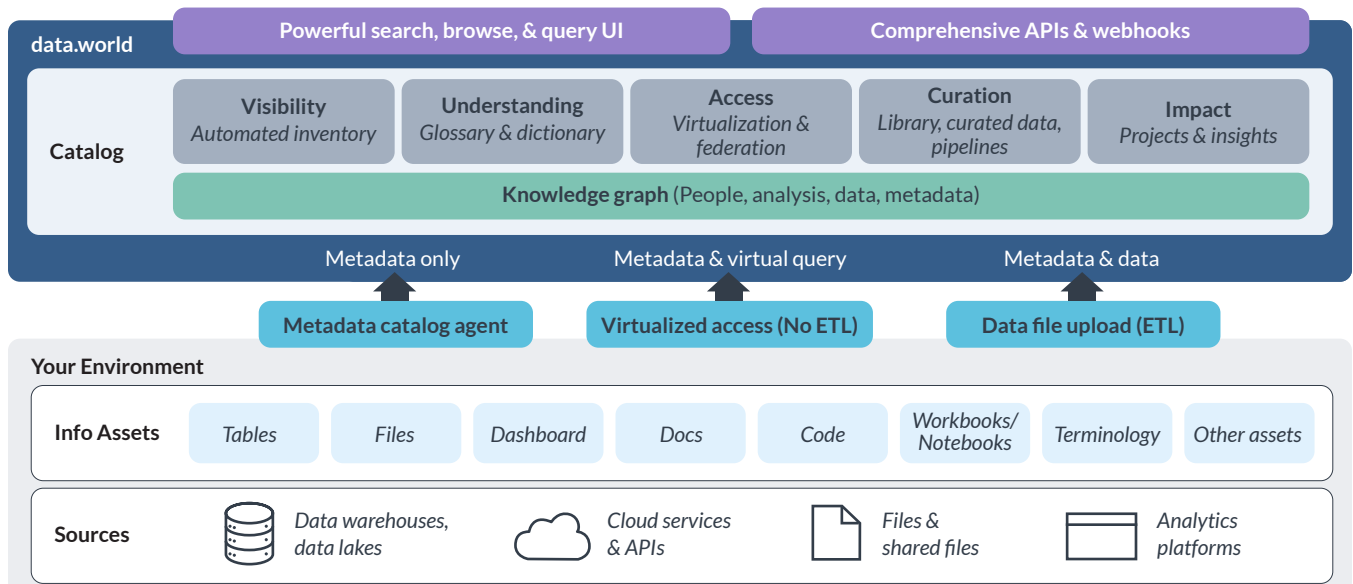 Powerful search, browse, & query UI
Comprehensive APIs & webhooks
data.world
Catalog
Visibility
Automated inventory
Understanding
Glossary & dictionary
Access
Virtualization &
federation
Curation
Library, curated data,
pipelines
Impact
Projects & insights
Knowledge graph (People, analysis, data, metadata)
Metadata only
Metadata & virtual query
Metadata & data
Metadata catalog agent
Virtualized access (No ETL)
Data file upload (ETL)
Your Environment
Info Assets
Tables
Files
Dashboard
Docs
Code
Workbooks/
Notebooks
Terminology
Other assets
Sources
Data warehouses,
data lakes
Cloud services
& APIs
Files &
shared files
Analytics
platforms